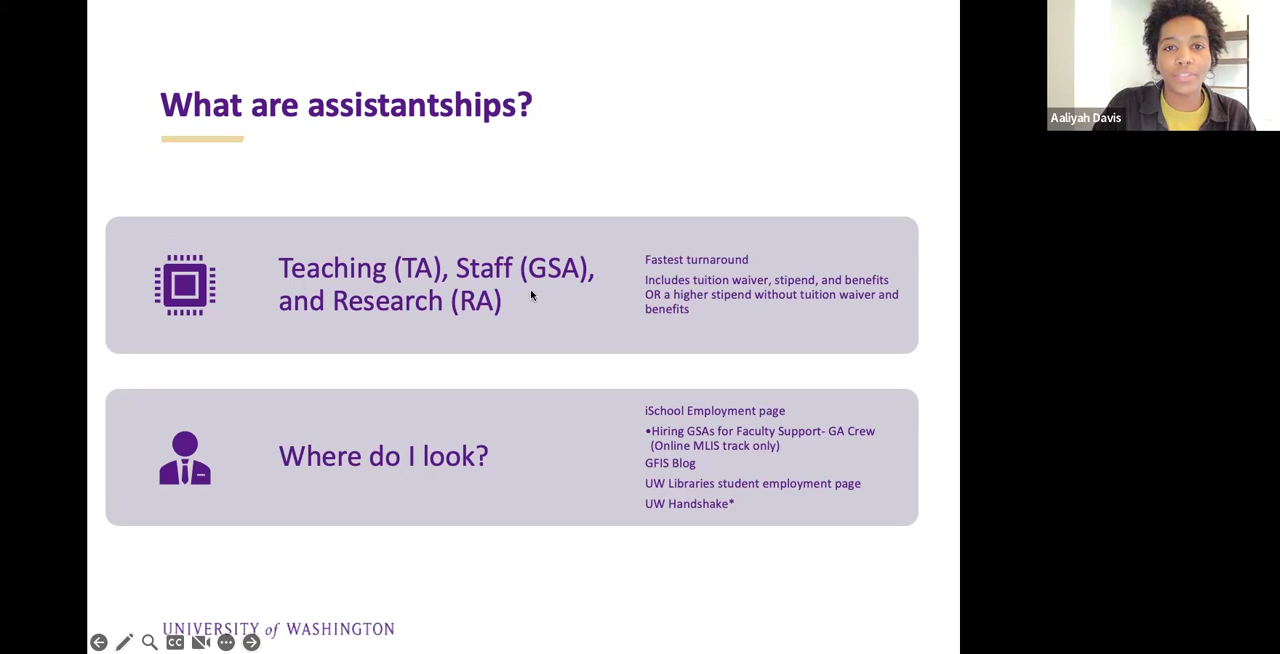 What are assistantships?
Aaliyah Davis
Teaching (TA), Staff (GSA),
and Research (RA)
Fastest turnaround
Includes tuition waiver, stipend, and benefits
OR a higher stipend without tuition waiver and
benefits
Where do I look?
iSchool Employment page
•Hiring GSAs for Faculty Support- GA Crew
(Online MLIS track only)
GFIS Blog
UW Libraries student employment page
UW Handshake*
UNIVERSITY of WASHINGTON
CC